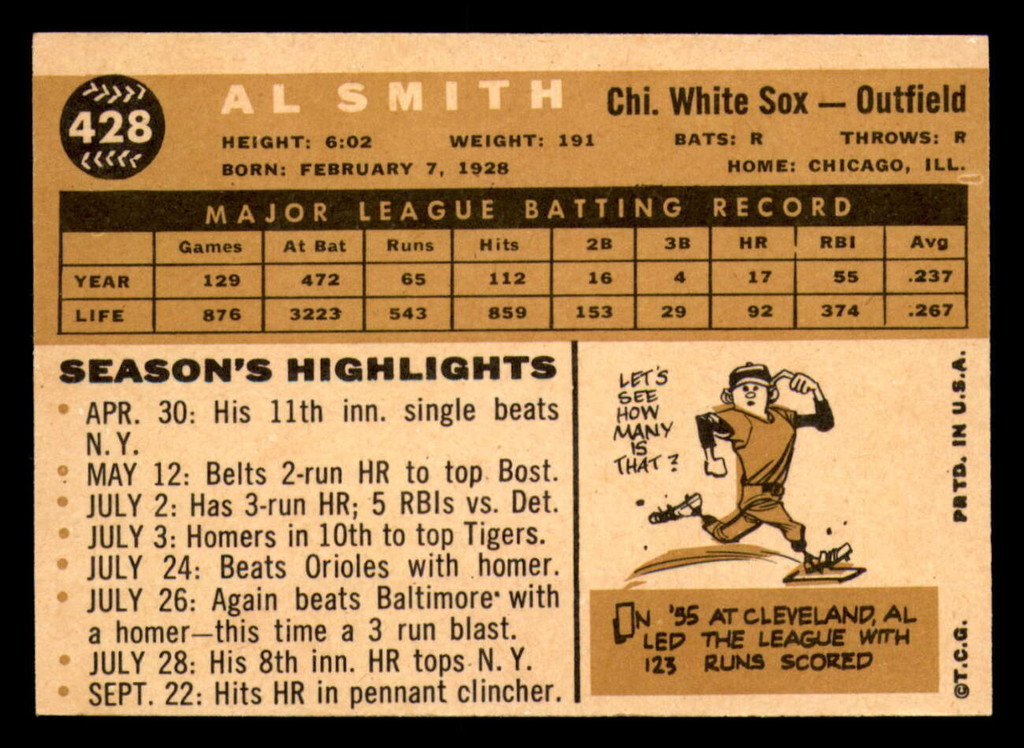 428
AL SMITH
Chi. White Sox — Outfield
HEIGHT: 6:02 WEIGHT: 191 BATS: R THROWS: R
BORN: FEBRUARY 7, 1928 HOME: CHICAGO, ILL.
MAJOR LEAGUE BATTING RECORD
Games At Bat Runs Hits 2B 3B HR RBI Avg
YEAR 129 472 65 112 16 4 17 55 .237
LIFE 876 3223 543 859 153 29 92 374 .267
SEASON'S HIGHLIGHTS
• APR. 30: His 11th inn. single beats
N.Y.
• MAY 12: Belts 2-run HR to top Bost.
• JULY 2: Has 3-run HR; 5 RBIs vs. Det.
• JULY 3: Homers in 10th to top Tigers.
• JULY 24: Beats Orioles with homer.
• JULY 26: Again beats Baltimore with
a homer—this time a 3 run blast.
• JULY 28: His 8th inn. HR tops N.Y.
• SEPT. 22: Hits HR in pennant clincher.
LET'S
SEE
HOW
MANY
IS
THAT?
IN '55 AT CLEVELAND, AL
LED THE LEAGUE WITH
123 RUNS SCORED
PRTD. IN U.S.A.
©T.C.G.